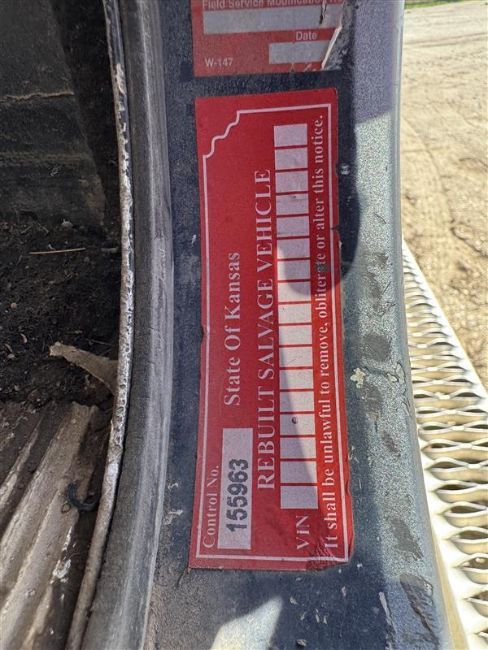 Field Service Modification
Date
W-147
Control No.
155963
State Of Kansas
REBUILT SALVAGE VEHICLE
VIN
It shall be unlawful to remove, obliterate or alter this notice.